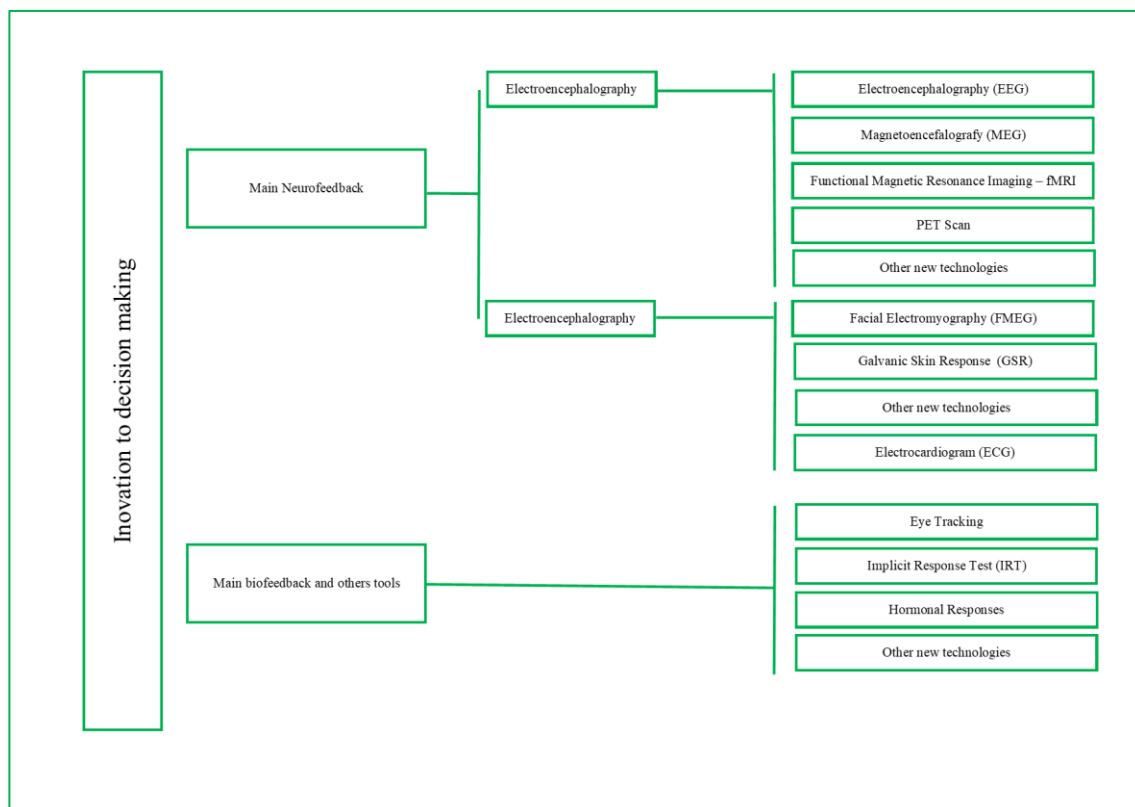 Inovation to decision making
Main Neurofeedback
Electroencephalography
Electroencephalography (EEG)
Magnetoencefalografy (MEG)
Functional Magnetic Resonance Imaging – fMRI
PET Scan
Other new technologies
Electroencephalography
Facial Electromyography (FMEG)
Galvanic Skin Response (GSR)
Other new technologies
Electrocardiogram (ECG)
Main biofeedback and others tools
Eye Tracking
Implicit Response Test (IRT)
Hormonal Responses
Other new technologies